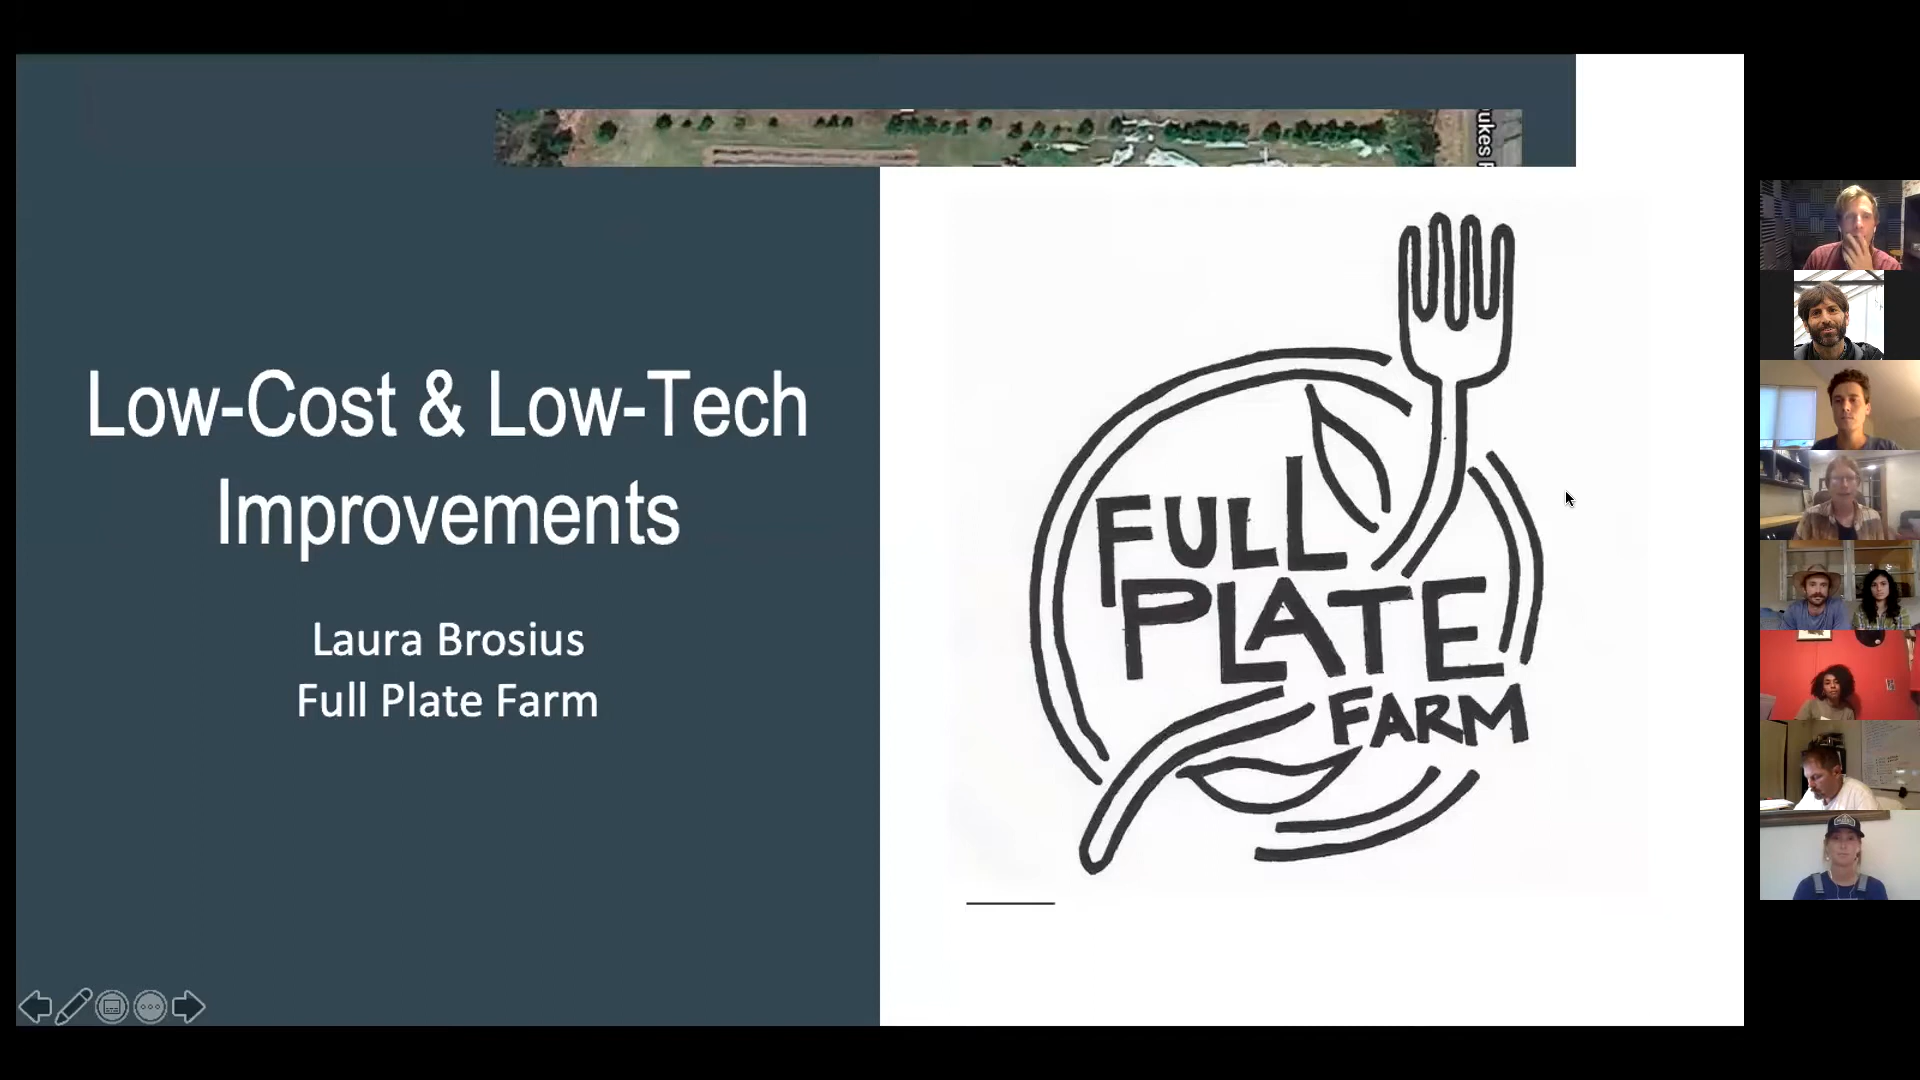 Low-Cost & Low-Tech
Improvements
Laura Brosius
Full Plate Farm
FULL
PLATE
FARM